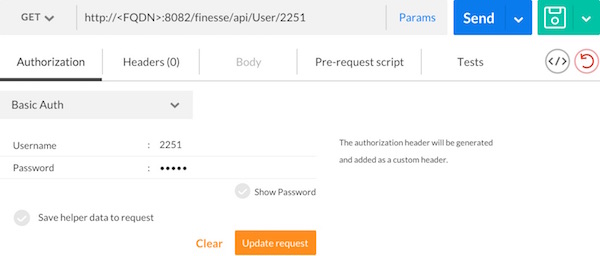 GET http://<FQDN>:8082/finesse/api/User/2251 Params Send
Authorization Headers (0) Body Pre-request script Tests </>
Basic Auth
Username : 2251
The authorization header will be generated
and added as a custom header.
Password : •••••
Show Password
Save helper data to request
Clear Update request